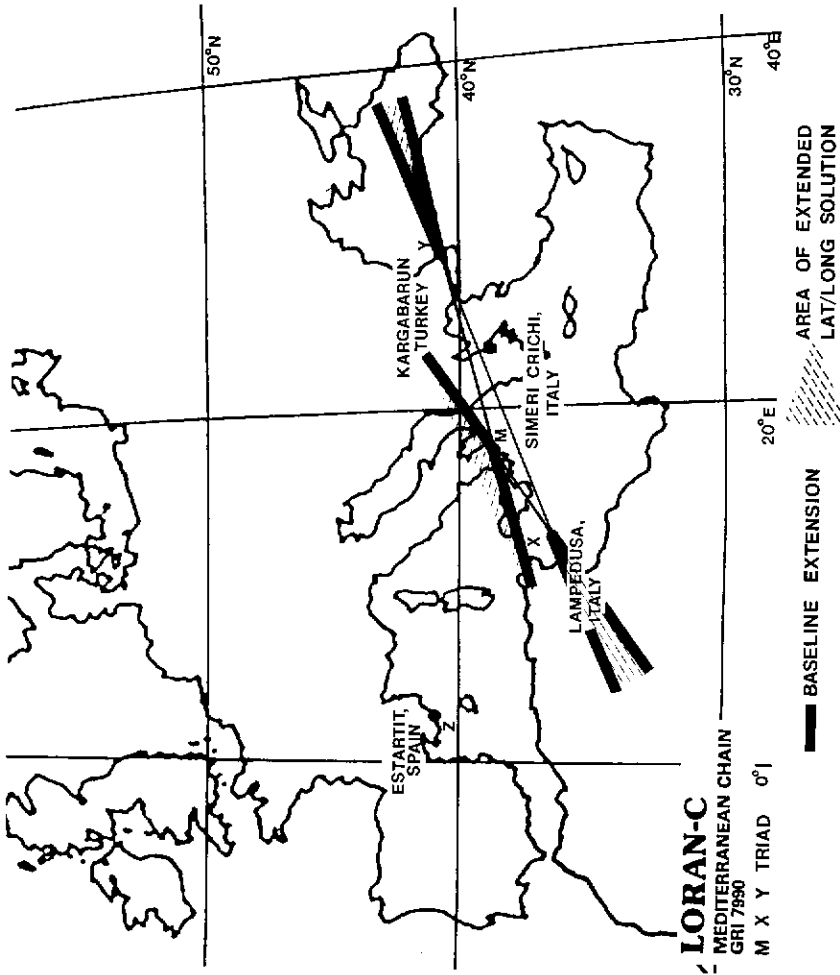 50°N
40°N
30°N
40°E
20°E
KARGABARUN
TURKEY
Y
SIMERI CRICHI,
ITALY
M
X
LAMPEDUSA,
ITALY
ESTARTIT,
SPAIN
Z
LORAN-C
MEDITERRANEAN CHAIN
GRI 7990
M X Y TRIAD 0°
BASELINE EXTENSION
AREA OF EXTENDED
LAT/LONG SOLUTION